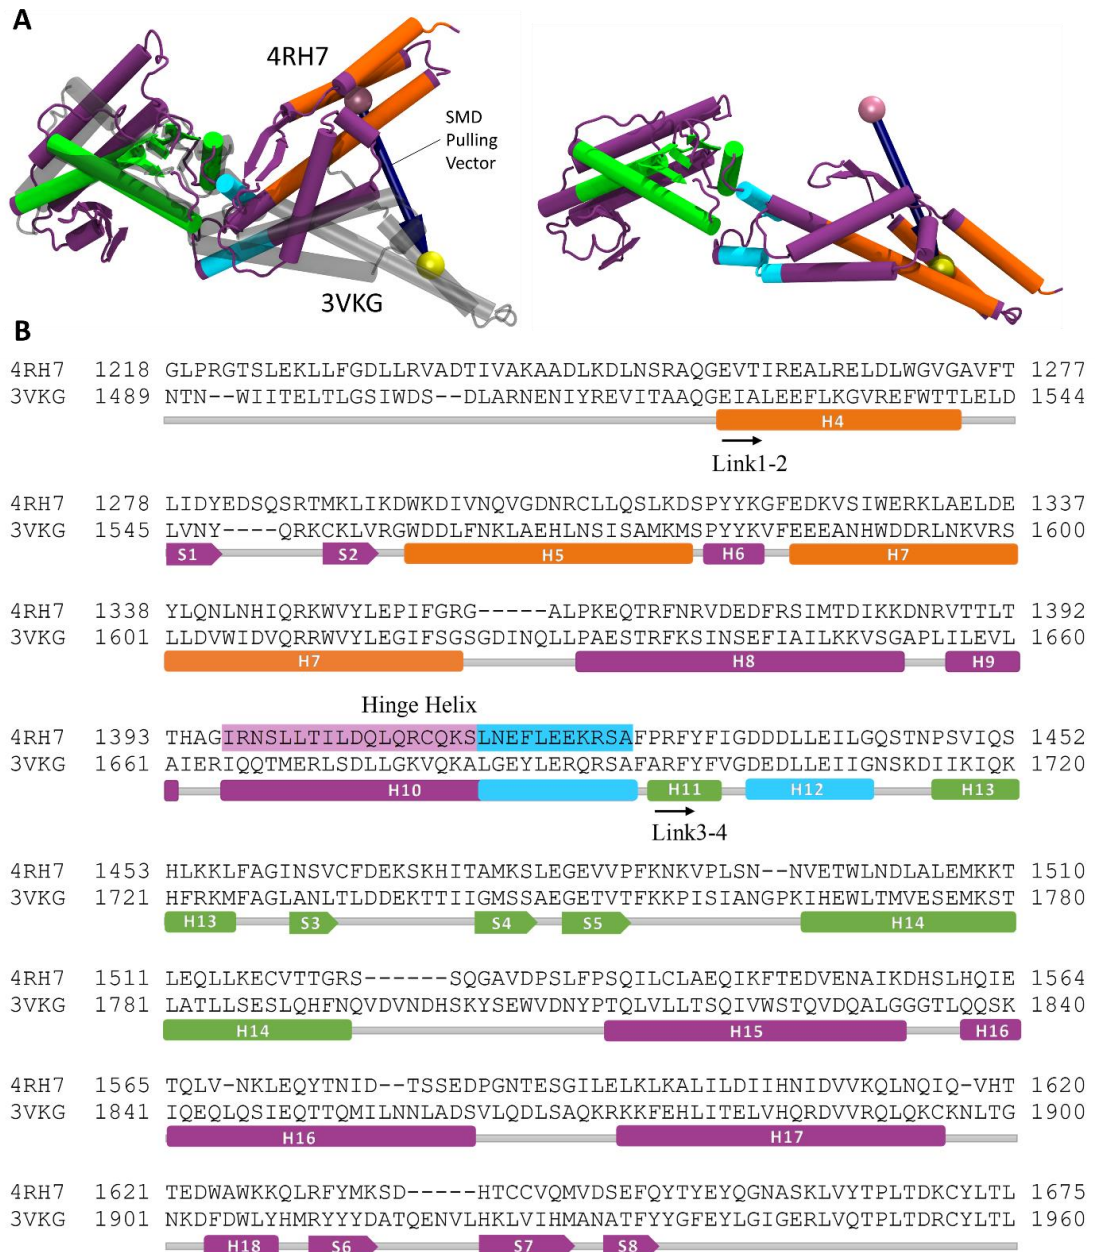 A
4RH7
SMD
Pulling
Vector
3VKG
B
4RH7 1218 GLPRGTSLEKLLFGDLLRVADTIVAKAADLKDLNSRAQGEVTIREALRELDLWGVGAVFT 1277
3VKG 1489 NTN--WIITELTLGSIWDS--DLARNENIYREVITAAQGEIALEEFLKGVREFWTTLELD 1544
H4
Link1-2
4RH7 1278 LIDYEDSQSRTMKLIKDWKDIVNQVGDNRCLLQSLKDSPYYKGFEDKVSIWERKLAELDE 1337
3VKG 1545 LVNY----QRKCKLVRGWDDLFNKLAEHLNSISAMKMSPYYKVFEEEANHWDDRLNKVRS 1600
S1 S2 H5 H6 H7
4RH7 1338 YLQNLNHIQRKWVYLEPIFGRG-----ALPKEQTRFNRVDEDFRSIMTDIKKDNRVTTLT 1392
3VKG 1601 LLDVWIDVQRRWVYLEGIFSGSGDINQLLPAESTRFKSINSEFIAILKKVSGAPLILEVL 1660
H7 H8 H9
Hinge Helix
4RH7 1393 THAGIRNSLLTILDQLQRCQKSLNEFLEEKRSAFPRFYFIGDDDLLEILGQSTNPSVIQS 1452
3VKG 1661 AIERIQQTMERLSDLLGKVQKALGEYLERQRSAFARFYFVGDEDLLEIIGNSKDIIKIQK 1720
H10 H11 H12 H13
Link3-4
4RH7 1453 HLKKLFAGINSVCFDEKSKHITAMKSLEGEVVPFKNKVPLSN--NVETWLNDLALEMKKT 1510
3VKG 1721 HFRKMFAGLANLTLDDEKTTIIGMSSAEGETVTFKKPISIANGPKIHEWLTMVESEMKST 1780
H13 S3 S4 S5 H14
4RH7 1511 LEQLLKECVTTGRS------SQGAVDPSLFPSQILCLAEQIKFTEDVENAIKDHSLHQIE 1564
3VKG 1781 LATLLSESLQHFNQVDVNDHSKYSEWVDNYPTQLVLLTSQIVWSTQVDQALGGGTLQQSK 1840
H14 H15 H16
4RH7 1565 TQLV-NKLEQYTNID--TSSEDPGNTESGILELKLKALILDIIHNIDVVKQLNQIQ-VHT 1620
3VKG 1841 IQEQLQSIEQTTQMILNNLADSVLQDLSAQKRKKFEHLITELVHQRDVVRQLQKCKNLTG 1900
H16 H17
4RH7 1621 TEDWAWKKQLRFYMKSD-----HTCCVQMVDSEFQYTYEYQGNASKLVYTPLTDKCYLTL 1675
3VKG 1901 NKDFDWLYHMRYYYDATQENVLHKLVIHMANATFYYGFEYLGIGERLVQTPLTDRCYLTL 1960
H18 S6 S7 S8